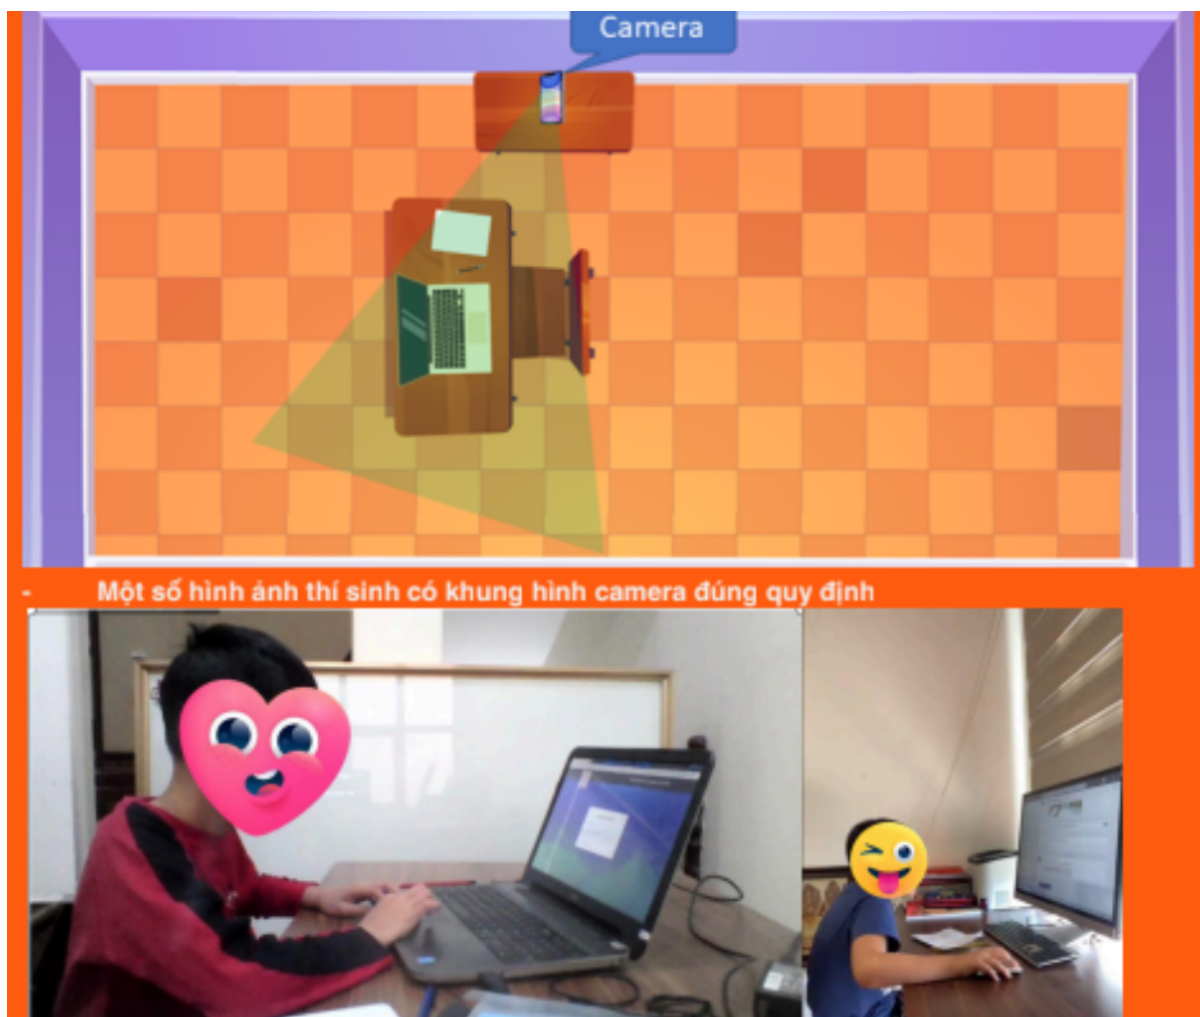 Camera
- Một số hình ảnh thí sinh có khung hình camera đúng quy định